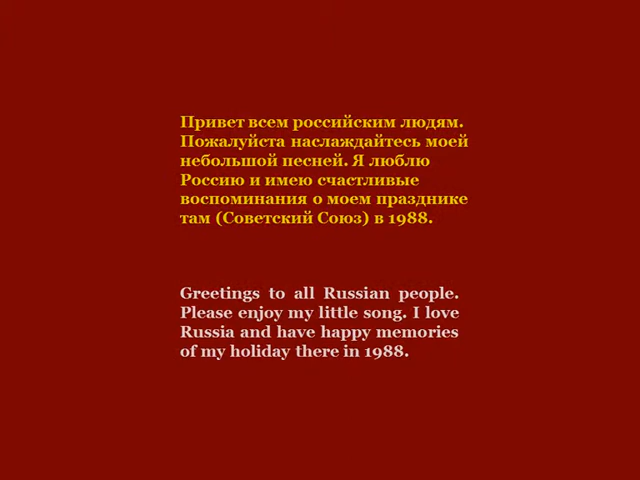 Привет всем российским людям.
Пожалуйста наслаждайтесь моей
небольшой песней. Я люблю
Россию и имею счастливые
воспоминания о моем празднике
там (Советский Союз) в 1988.
Greetings to all Russian people.
Please enjoy my little song. I love
Russia and have happy memories
of my holiday there in 1988.